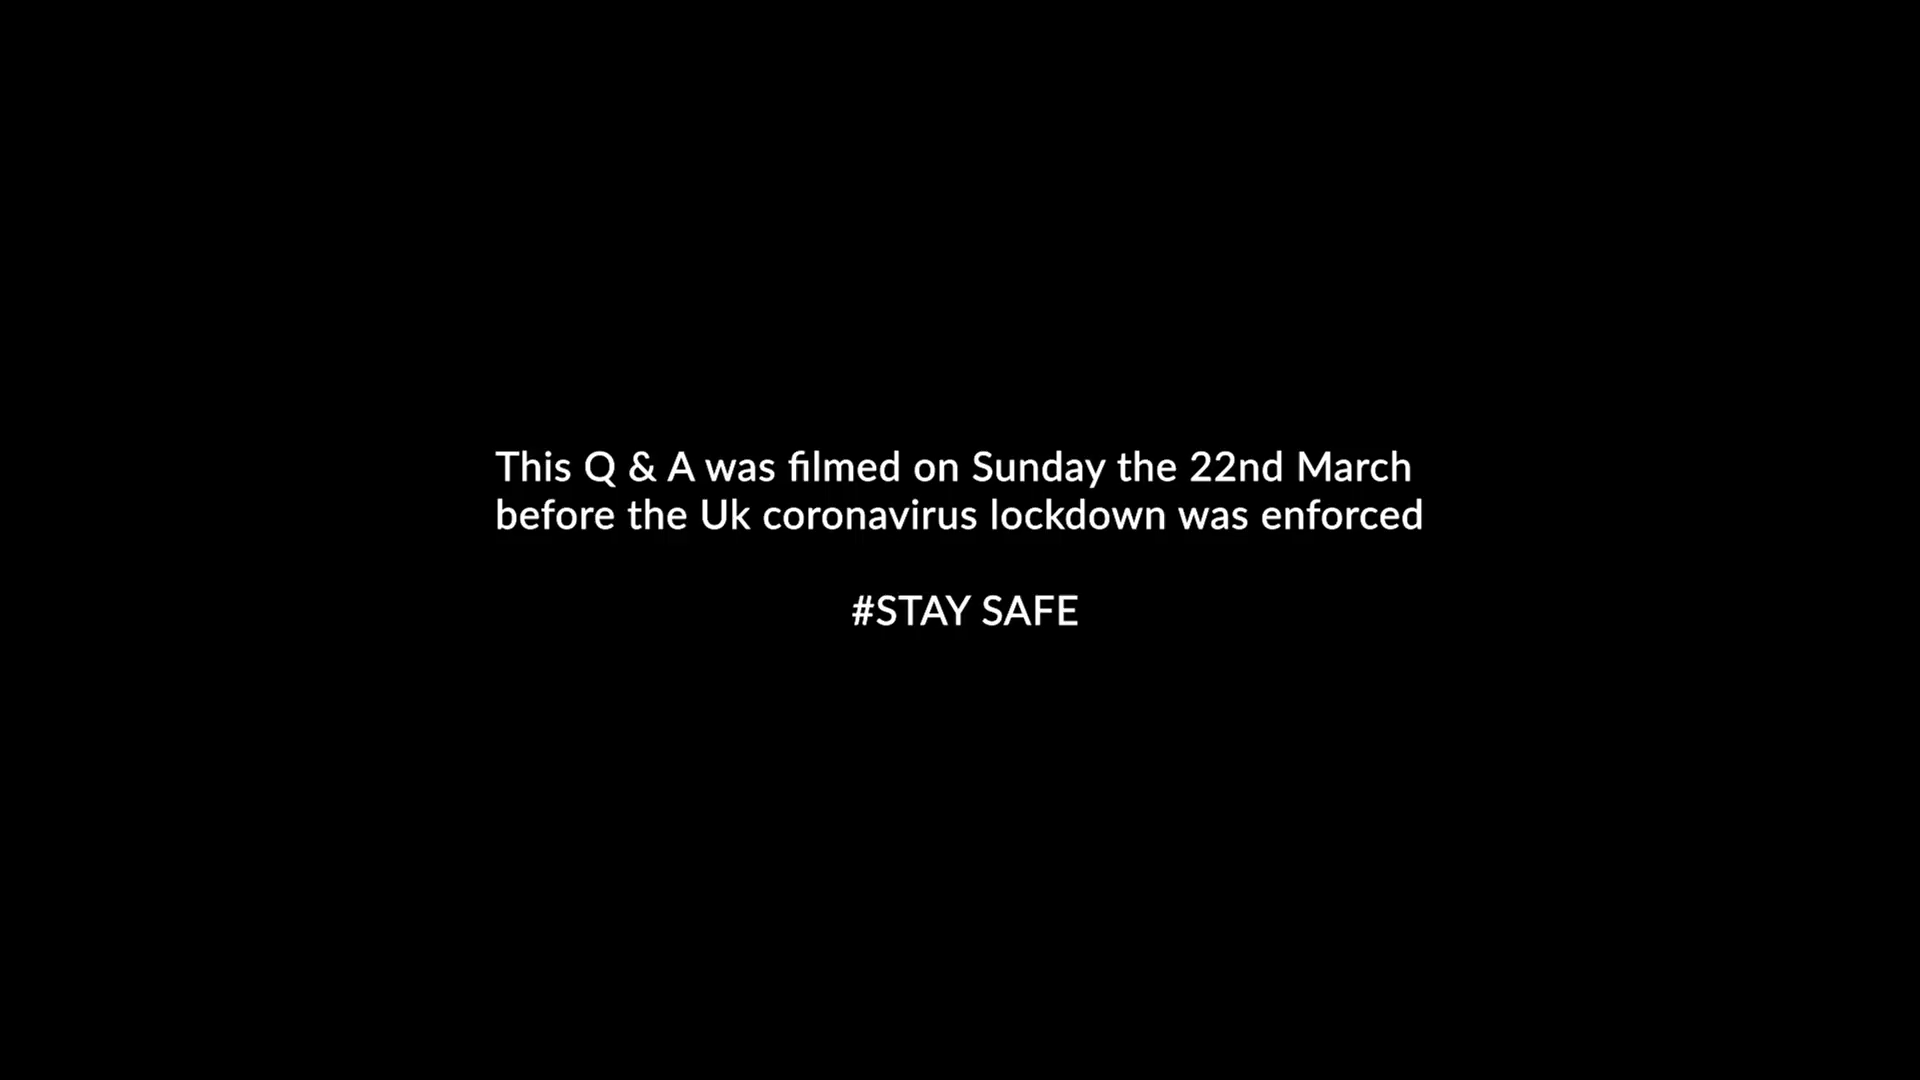 This Q & A was filmed on Sunday the 22nd March
before the Uk coronavirus lockdown was enforced
#STAY SAFE